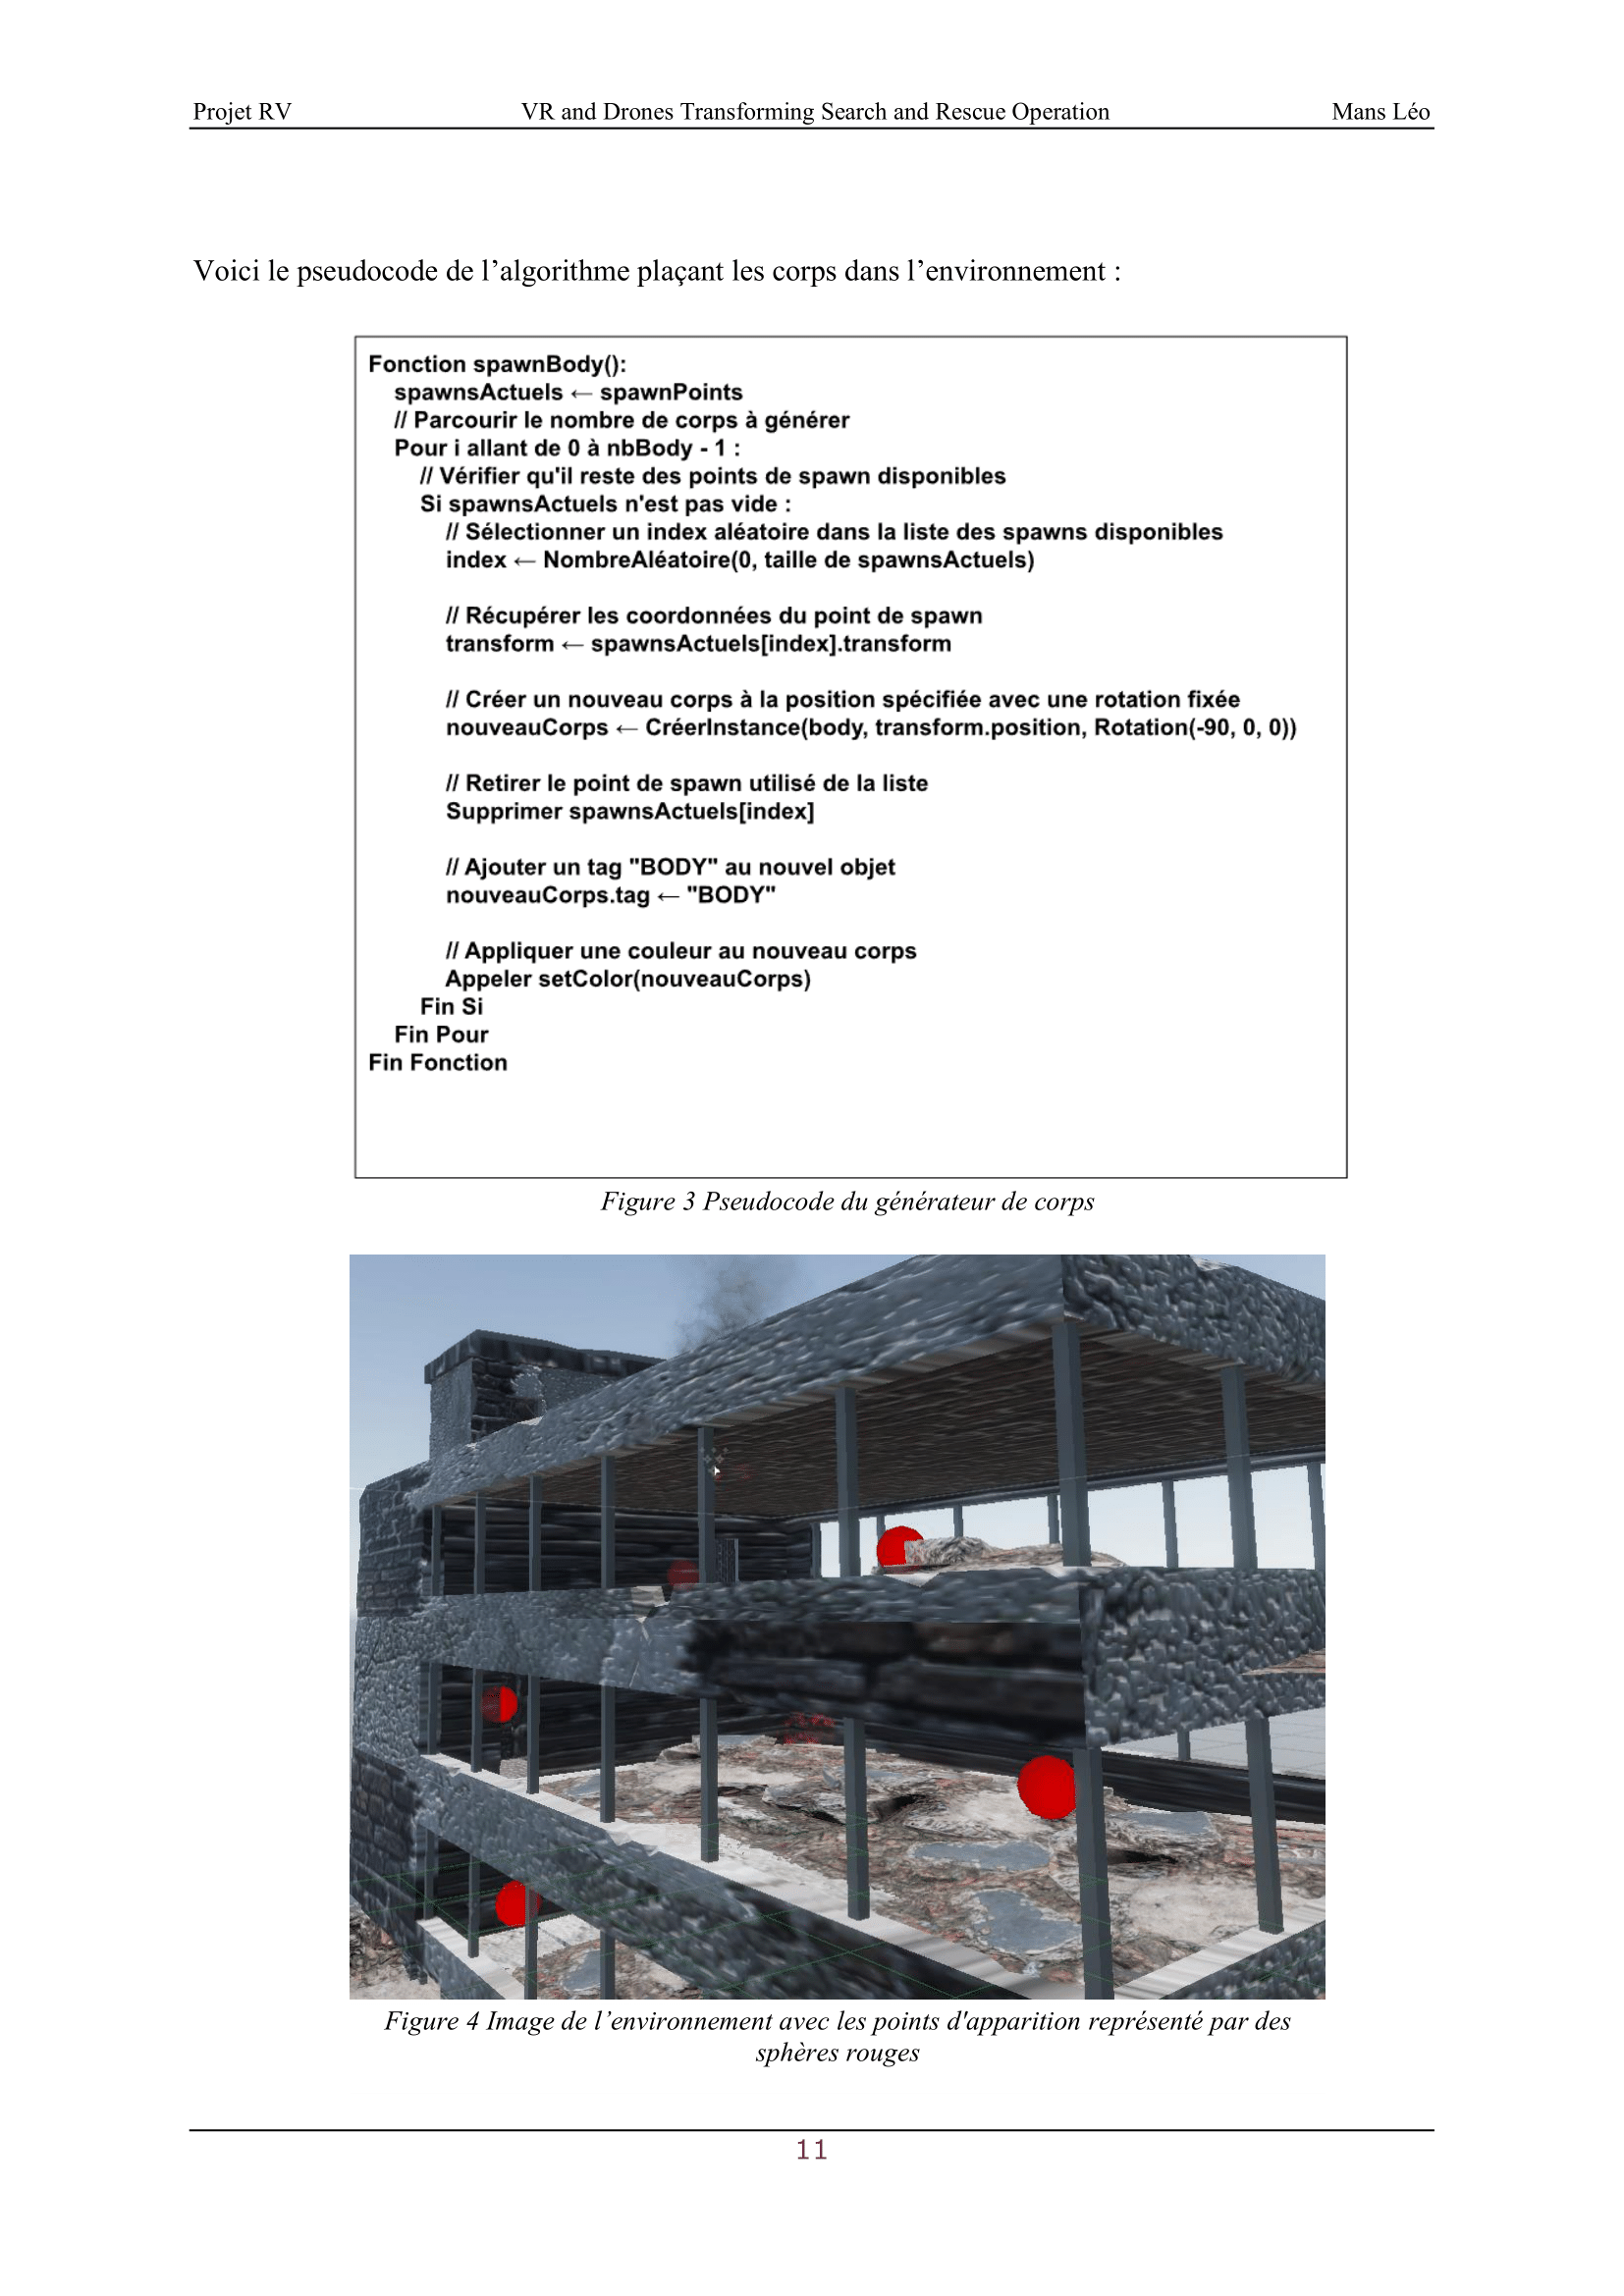 Projet RV VR and Drones Transforming Search and Rescue Operation Mans Léo
Voici le pseudocode de l’algorithme plaçant les corps dans l’environnement :
Fonction spawnBody():
spawnsActuels ← spawnPoints
// Parcourir le nombre de corps à générer
Pour i allant de 0 à nbBody - 1 :
// Vérifier qu'il reste des points de spawn disponibles
Si spawnsActuels n'est pas vide :
// Sélectionner un index aléatoire dans la liste des spawns disponibles
index ← NombreAléatoire(0, taille de spawnsActuels)
// Récupérer les coordonnées du point de spawn
transform ← spawnsActuels[index].transform
// Créer un nouveau corps à la position spécifiée avec une rotation fixée
nouveauCorps ← CréerInstance(body, transform.position, Rotation(-90, 0, 0))
// Retirer le point de spawn utilisé de la liste
Supprimer spawnsActuels[index]
// Ajouter un tag "BODY" au nouvel objet
nouveauCorps.tag ← "BODY"
// Appliquer une couleur au nouveau corps
Appeler setColor(nouveauCorps)
Fin Si
Fin Pour
Fin Fonction
Figure 3 Pseudocode du générateur de corps
Figure 4 Image de l’environnement avec les points d'apparition représenté par des
sphères rouges
11